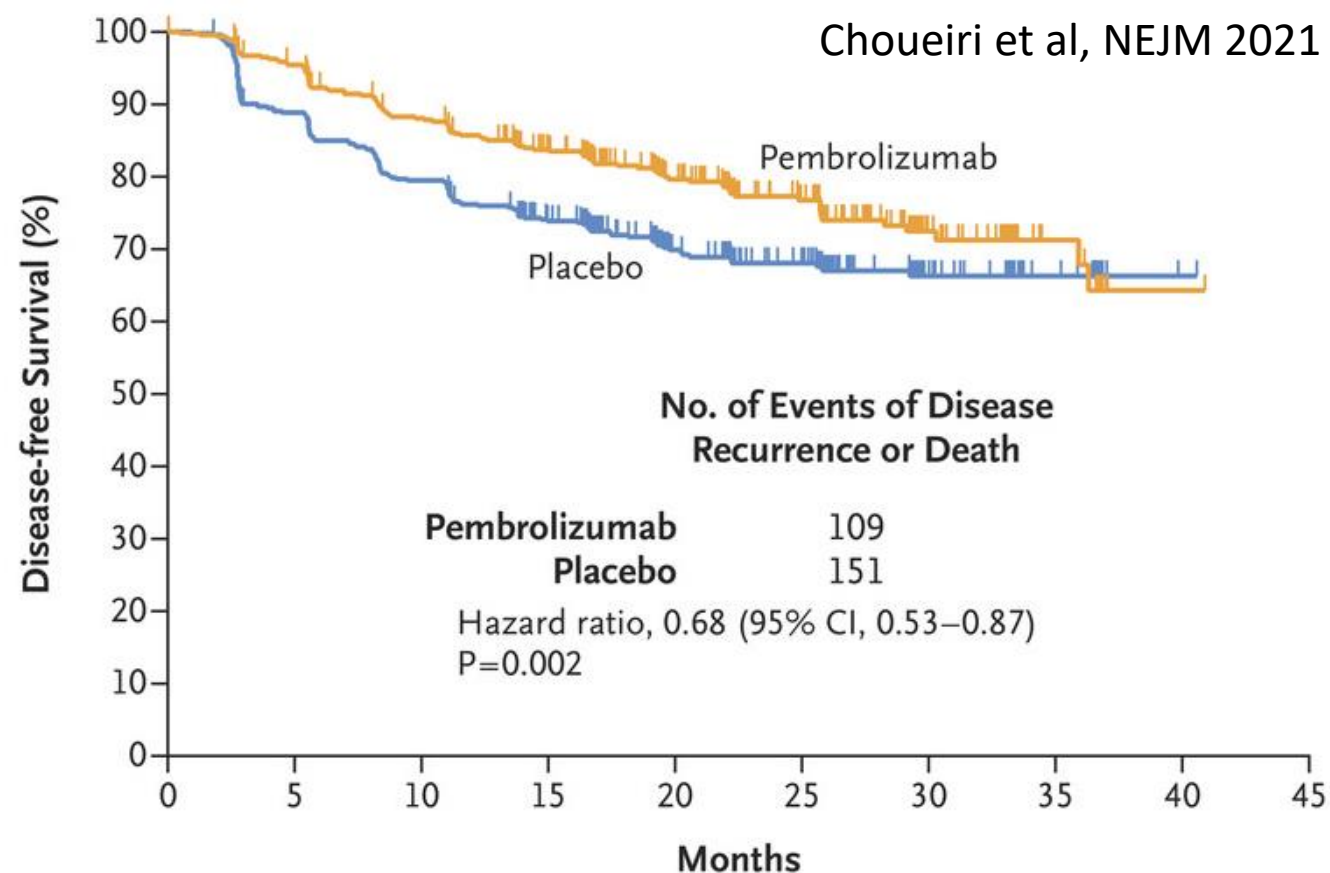 Choueiri et al, NEJM 2021
Disease-free Survival (%)
100
90
80
70
60
50
40
30
20
10
0
Pembrolizumab
Placebo
No. of Events of Disease
Recurrence or Death
Pembrolizumab 109
Placebo 151
Hazard ratio, 0.68 (95% CI, 0.53–0.87)
P=0.002
0 5 10 15 20 25 30 35 40 45
Months